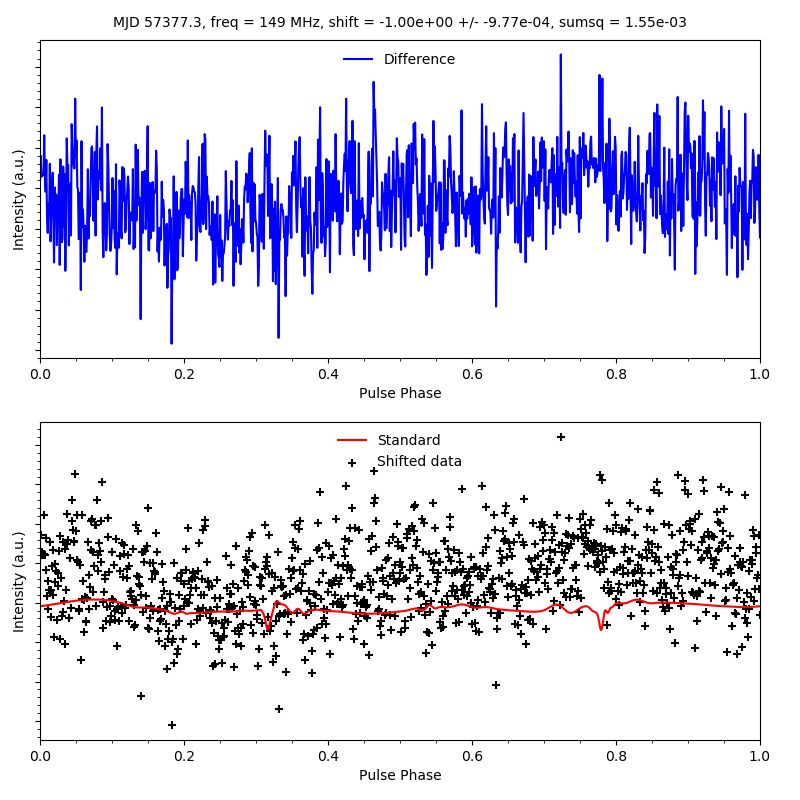 MJD 57377.3, freq = 149 MHz, shift = -1.00e+00 +/- -9.77e-04, sumsq = 1.55e-03
Difference
Intensity (a.u.)
0.0 0.2 0.4 0.6 0.8 1.0
Pulse Phase
Standard
Shifted data
Intensity (a.u.)
0.0 0.2 0.4 0.6 0.8 1.0
Pulse Phase